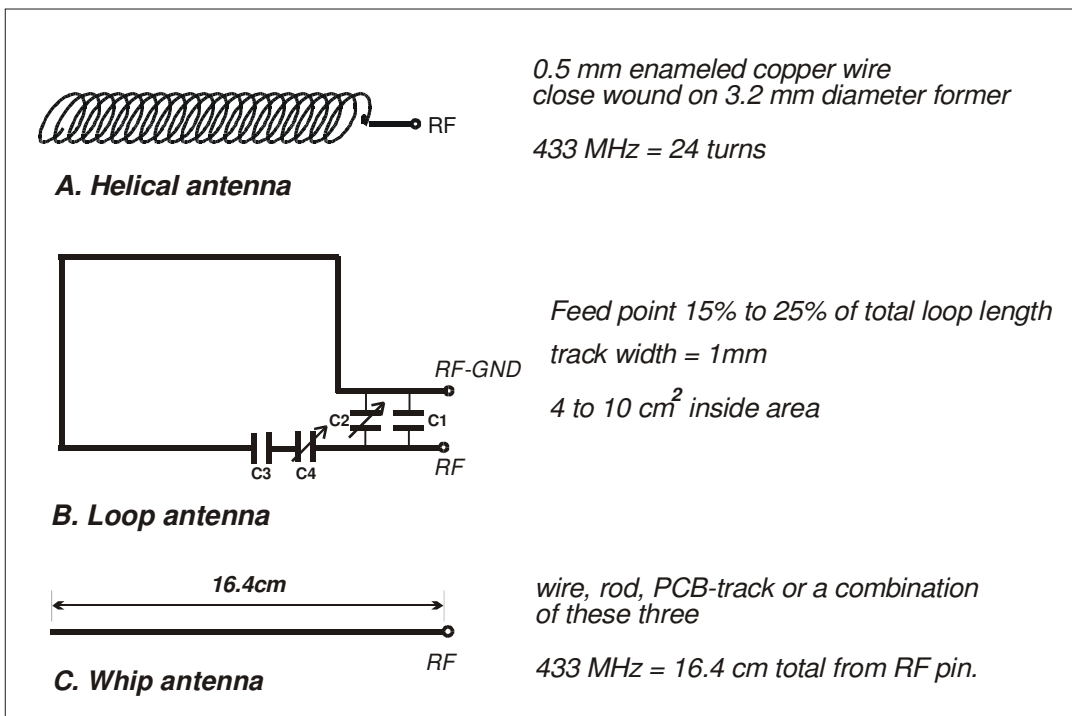 0.5 mm enameled copper wire
close wound on 3.2 mm diameter former
RF
433 MHz = 24 turns
A. Helical antenna
Feed point 15% to 25% of total loop length
track width = 1mm
RF-GND
4 to 10 cm²  inside area
C2
C1
C3
C4
RF
B. Loop antenna
16.4cm
wire, rod, PCB-track or a combination
of these three
RF
433 MHz = 16.4 cm total from RF pin.
C. Whip antenna